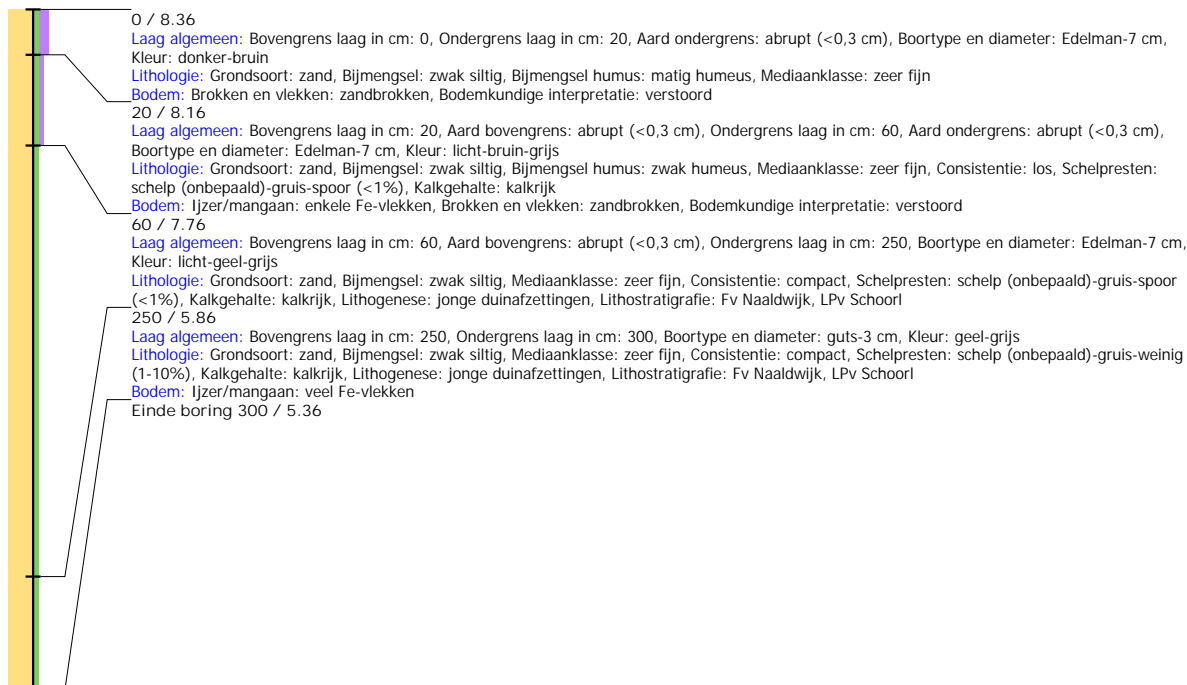 0 / 8.36
Laag algemeen: Bovengrens laag in cm: 0, Ondergrens laag in cm: 20, Aard ondergrens: abrupt (<0,3 cm), Boortype en diameter: Edelman-7 cm,
Kleur: donker-bruin
Lithologie: Grondsoort: zand, Bijmengsel: zwak siltig, Bijmengsel humus: matig humeus, Mediaanklasse: zeer fijn
Bodem: Brokken en vlekken: zandbrokken, Bodemkundige interpretatie: verstoord
20 / 8.16
Laag algemeen: Bovengrens laag in cm: 20, Aard bovengrens: abrupt (<0,3 cm), Ondergrens laag in cm: 60, Aard ondergrens: abrupt (<0,3 cm),
Boortype en diameter: Edelman-7 cm, Kleur: licht-bruin-grijs
Lithologie: Grondsoort: zand, Bijmengsel: zwak siltig, Bijmengsel humus: zwak humeus, Mediaanklasse: zeer fijn, Consistentie: los, Schelpresten:
schelp (onbepaald)-gruis-spoor (<1%), Kalkgehalte: kalkrijk
Bodem: Ijzer/mangaan: enkele Fe-vlekken, Brokken en vlekken: zandbrokken, Bodemkundige interpretatie: verstoord
60 / 7.76
Laag algemeen: Bovengrens laag in cm: 60, Aard bovengrens: abrupt (<0,3 cm), Ondergrens laag in cm: 250, Boortype en diameter: Edelman-7 cm,
Kleur: licht-geel-grijs
Lithologie: Grondsoort: zand, Bijmengsel: zwak siltig, Mediaanklasse: zeer fijn, Consistentie: compact, Schelpresten: schelp (onbepaald)-gruis-spoor
(<1%), Kalkgehalte: kalkrijk, Lithogenese: jonge duinafzettingen, Lithostratigrafie: Fv Naaldwijk, LPv Schoorl
250 / 5.86
Laag algemeen: Bovengrens laag in cm: 250, Ondergrens laag in cm: 300, Boortype en diameter: guts-3 cm, Kleur: geel-grijs
Lithologie: Grondsoort: zand, Bijmengsel: zwak siltig, Mediaanklasse: zeer fijn, Consistentie: compact, Schelpresten: schelp (onbepaald)-gruis-weinig
(1-10%), Kalkgehalte: kalkrijk, Lithogenese: jonge duinafzettingen, Lithostratigrafie: Fv Naaldwijk, LPv Schoorl
Bodem: Ijzer/mangaan: veel Fe-vlekken
Einde boring 300 / 5.36